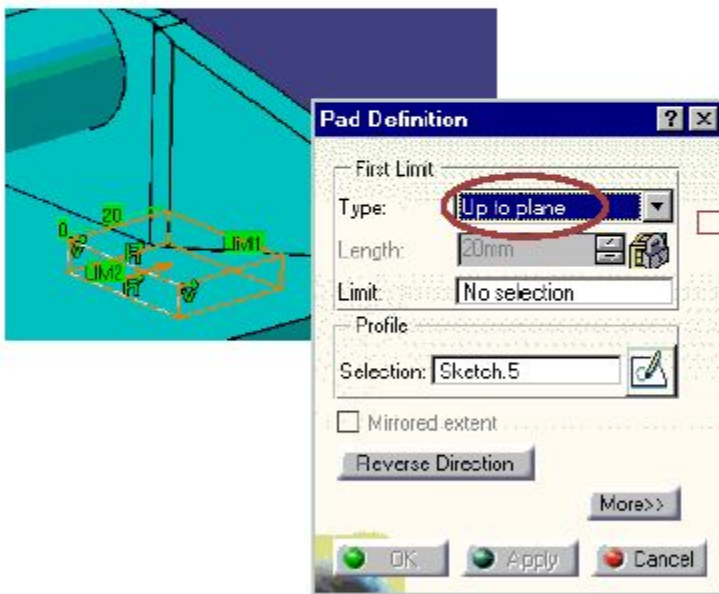 Pad Definition
First Limit
Type: Up to plane
Length: 20mm
Limit: No selection
Profile
Selection: Sketch.5
Mirrored extent
Reverse Direction
More>>
OK Apply Cancel
0 20 LIM1
V H
LIM2 H V